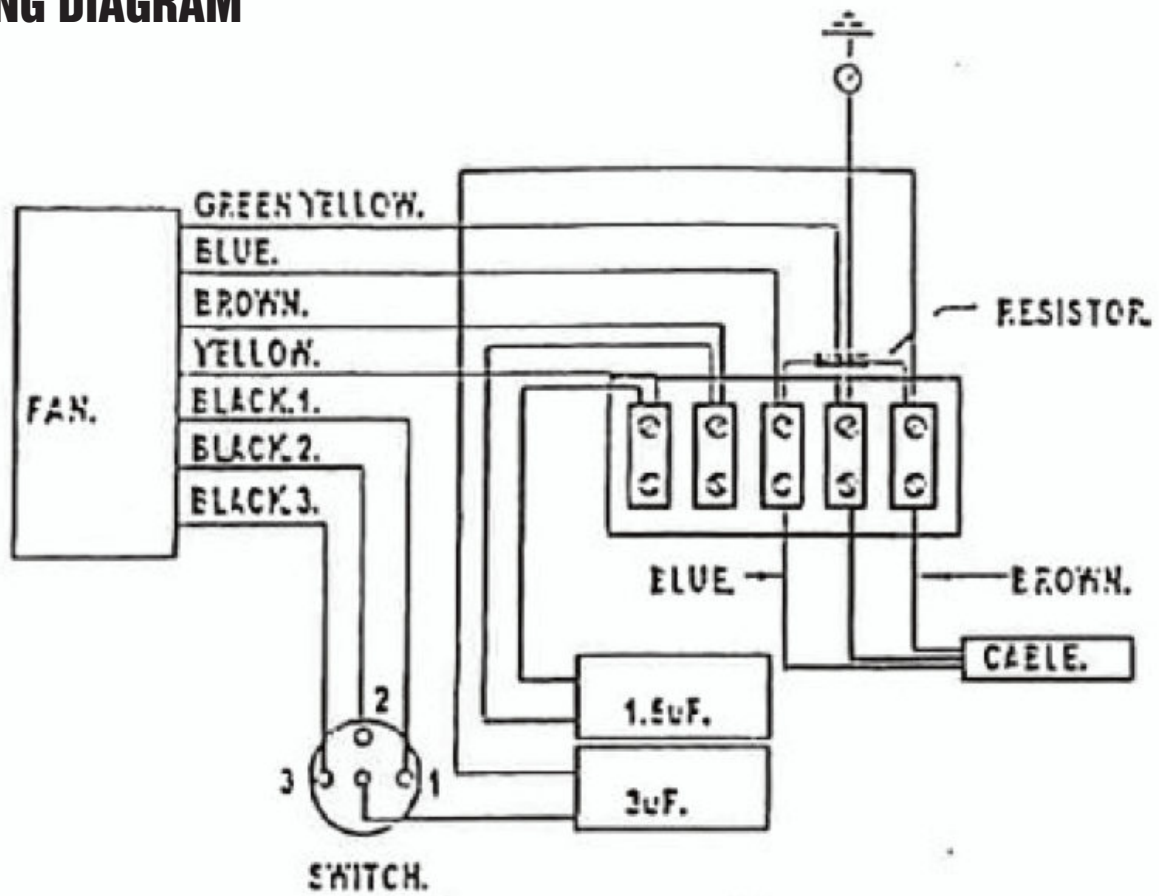 NG DIAGRAM
GREEN YELLOW.
BLUE.
BROWN.
YELLOW.
BLACK.1.
BLACK.2.
BLACK.3.
FAN.
RESISTOR.
BLUE
BROWN.
CABLE.
1.5uF.
2
3
1
uF.
SWITCH.